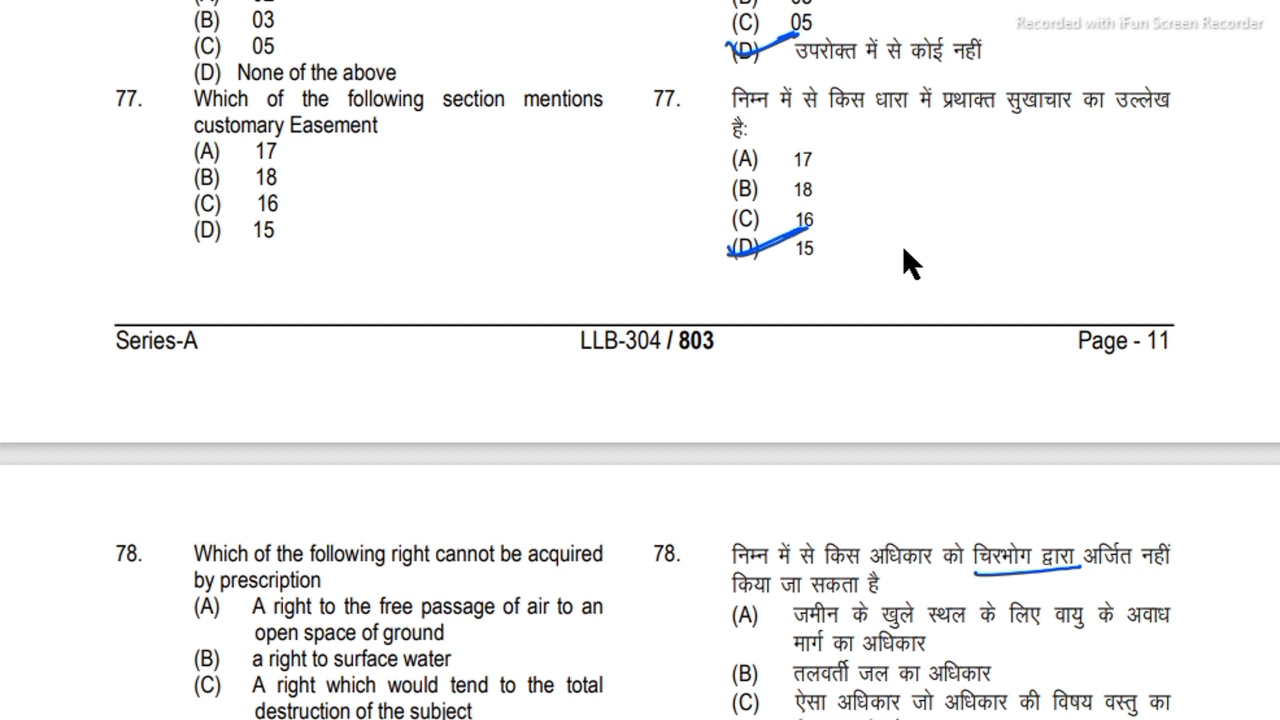 (B) 03
(C) 05
(D) None of the above
77. Which of the following section mentions
customary Easement
(A) 17
(B) 18
(C) 16
(D) 15
Recorded with iFun Screen Recorder
(C) 05
(D) उपरोक्त में से कोई नहीं
77. निम्न में से किस धारा में प्रथाक्त सुखाचार का उल्लेख
है:
(A) 17
(B) 18
(C) 16
(D) 15
Series-A LLB-304 / 803 Page - 11
78. Which of the following right cannot be acquired
by prescription
(A) A right to the free passage of air to an
open space of ground
(B) a right to surface water
(C) A right which would tend to the total
destruction of the subject
78. निम्न में से किस अधिकार को चिरभोग द्वारा अर्जित नहीं
किया जा सकता है
(A) जमीन के खुले स्थल के लिए वायु के अवाध
मार्ग का अधिकार
(B) तलवर्ती जल का अधिकार
(C) ऐसा अधिकार जो अधिकार की विषय वस्तु का